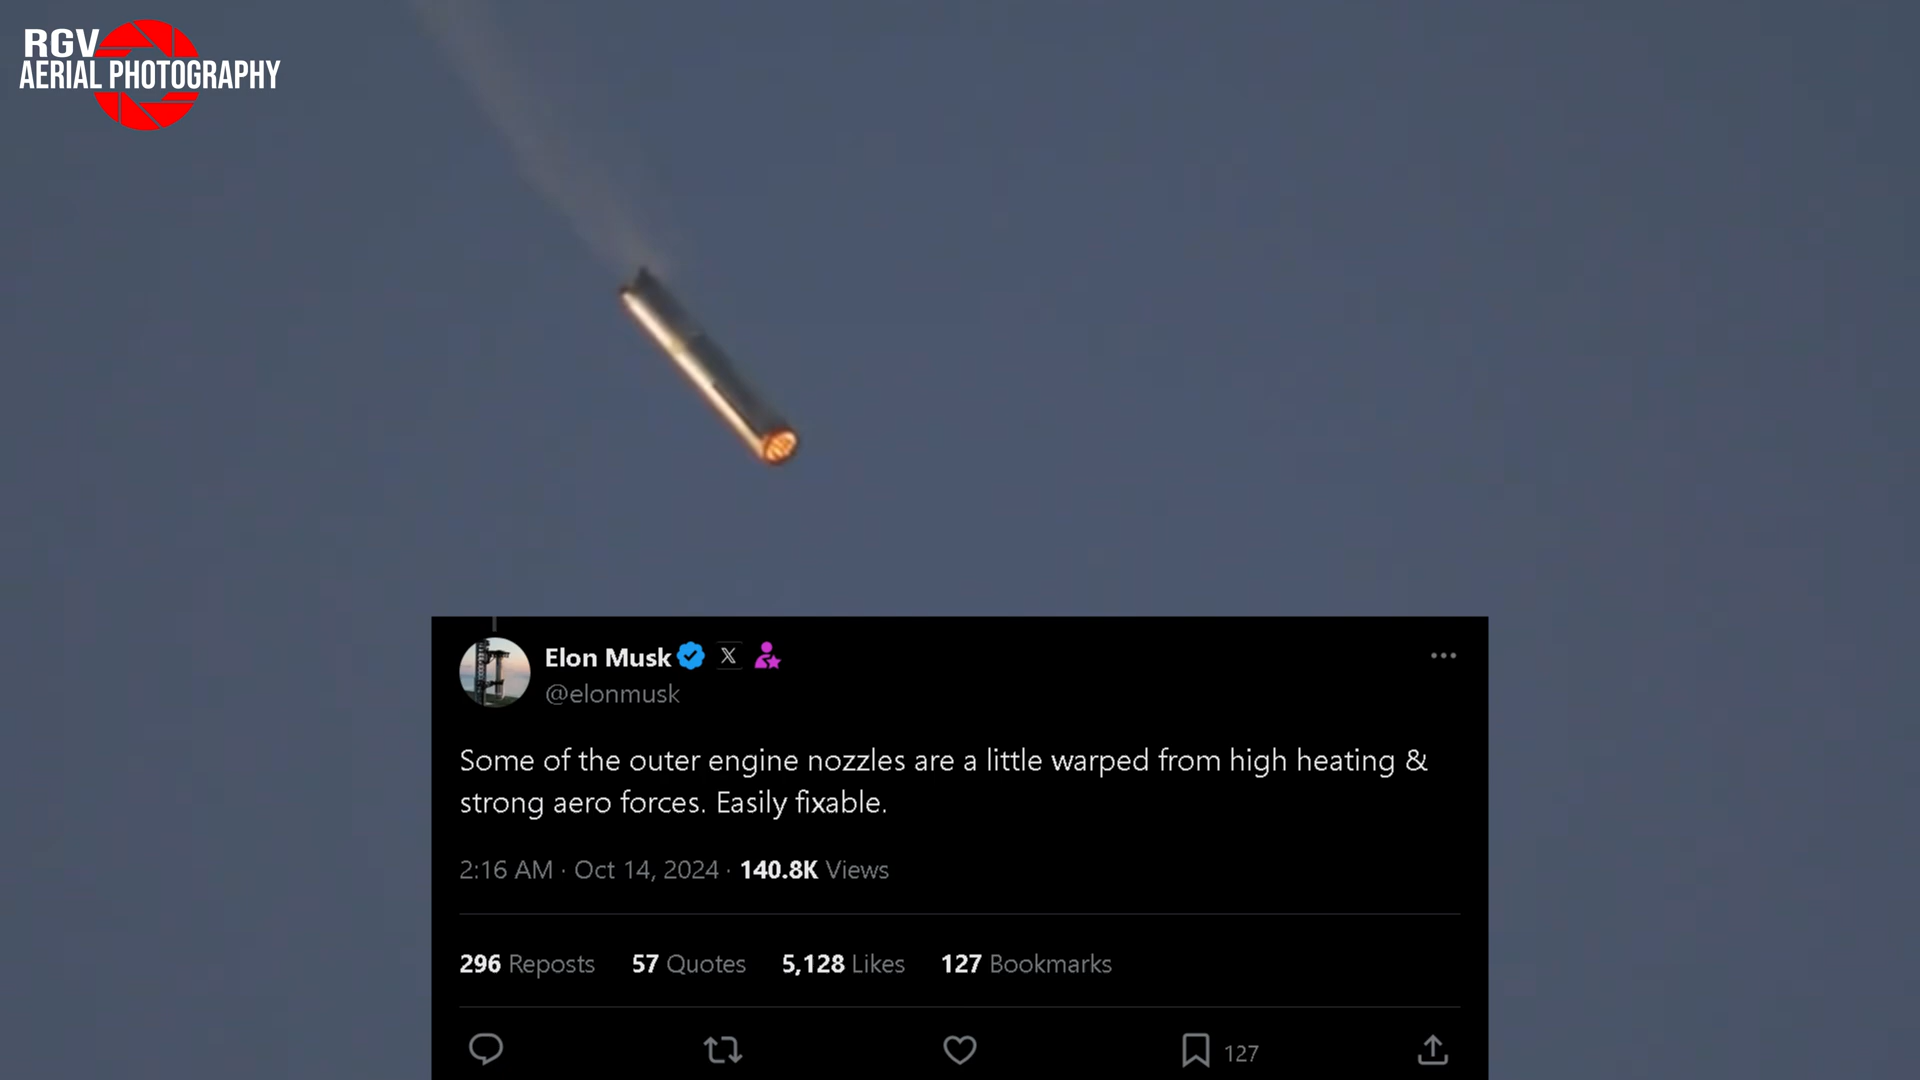 RGV
AERIAL PHOTOGRAPHY
Elon Musk
@elonmusk
Some of the outer engine nozzles are a little warped from high heating &
strong aero forces. Easily fixable.
2:16 AM · Oct 14, 2024 · 140.8K Views
296 Reposts 57 Quotes 5,128 Likes 127 Bookmarks
127